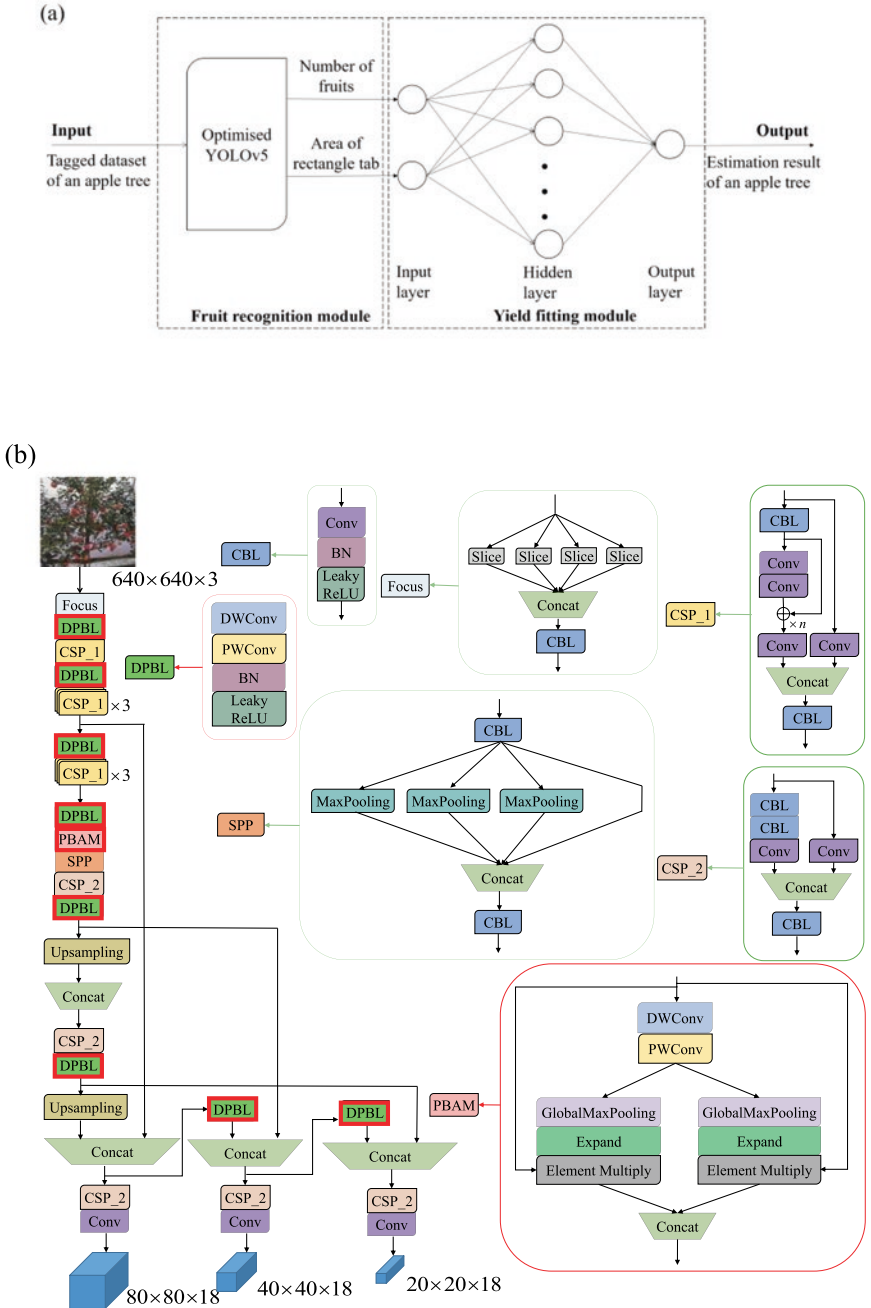 (a)
Input
Tagged dataset
of an apple tree
Optimised
YOLOv5
Number of
fruits
Area of
rectangle tab
Input
layer
Hidden
layer
Output
layer
Output
Estimation result
of an apple tree
Fruit recognition module
Yield fitting module
(b)
640×640×3
Focus
DPBL
CSP_1
DPBL
CSP_1 ×3
DPBL
CSP_1 ×3
DPBL
PBAM
SPP
CSP_2
DPBL
Upsampling
Concat
CSP_2
DPBL
Upsampling
DPBL
DPBL
Concat
Concat
Concat
CSP_2
Conv
CSP_2
Conv
CSP_2
Conv
80×80×18
40×40×18
20×20×18
CBL
Conv
BN
Leaky
ReLU
DPBL
DWConv
PWConv
BN
Leaky
ReLU
Focus
Slice Slice Slice Slice
Concat
CBL
CSP_1
CBL
Conv
Conv
×n
Conv Conv
Concat
CBL
SPP
CBL
MaxPooling MaxPooling MaxPooling
Concat
CBL
CSP_2
CBL
CBL
Conv Conv
Concat
CBL
PBAM
DWConv
PWConv
GlobalMaxPooling GlobalMaxPooling
Expand Expand
Element Multiply Element Multiply
Concat